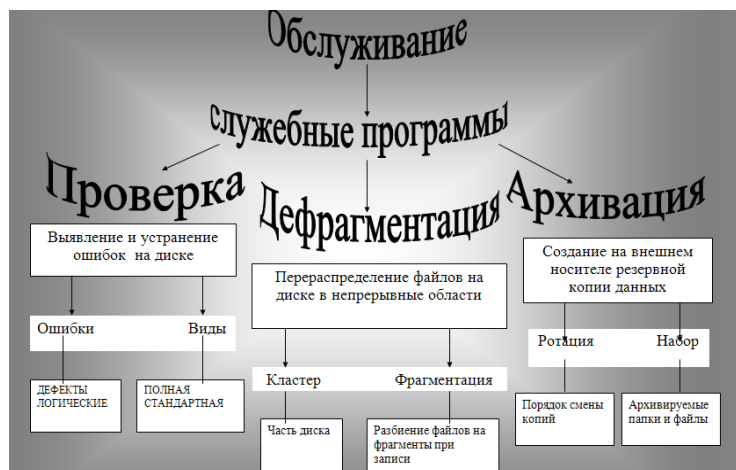 Обслуживание
служебные программы
Проверка
Дефрагментация
Архивация
Выявление и устранение
ошибок на диске
Ошибки
Виды
ДЕФЕКТЫ
ЛОГИЧЕСКИЕ
ПОЛНАЯ
СТАНДАРТНАЯ
Перераспределение файлов на
диске в непрерывные области
Кластер
Фрагментация
Часть диска
Разбиение файлов на
фрагменты при
записи
Создание на внешнем
носителе резервной
копии данных
Ротация
Набор
Порядок смены
копий
Архивируемые
папки и файлы